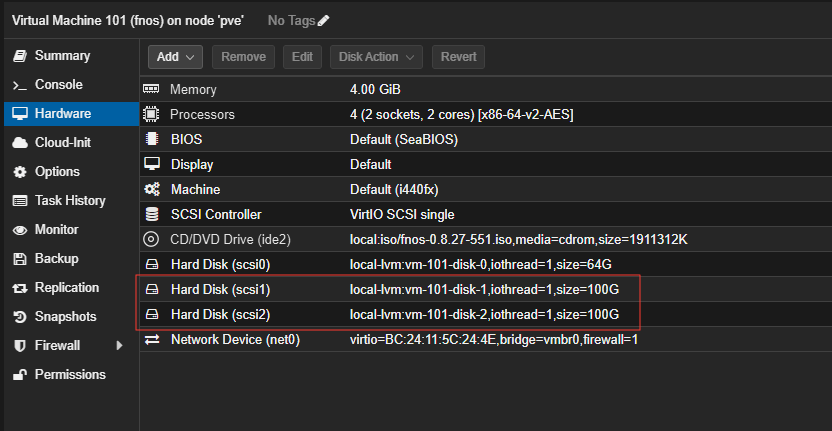 Virtual Machine 101 (fnos) on node 'pve' No Tags
Summary
Console
Hardware
Cloud-Init
Options
Task History
Monitor
Backup
Replication
Snapshots
Firewall
Permissions
Add Remove Edit Disk Action Revert
Memory 4.00 GiB
Processors 4 (2 sockets, 2 cores) [x86-64-v2-AES]
BIOS Default (SeaBIOS)
Display Default
Machine Default (i440fx)
SCSI Controller VirtIO SCSI single
CD/DVD Drive (ide2) local:iso/fnos-0.8.27-551.iso,media=cdrom,size=1911312K
Hard Disk (scsi0) local-lvm:vm-101-disk-0,iothread=1,size=64G
Hard Disk (scsi1) local-lvm:vm-101-disk-1,iothread=1,size=100G
Hard Disk (scsi2) local-lvm:vm-101-disk-2,iothread=1,size=100G
Network Device (net0) virtio=BC:24:11:5C:24:4E,bridge=vmbr0,firewall=1